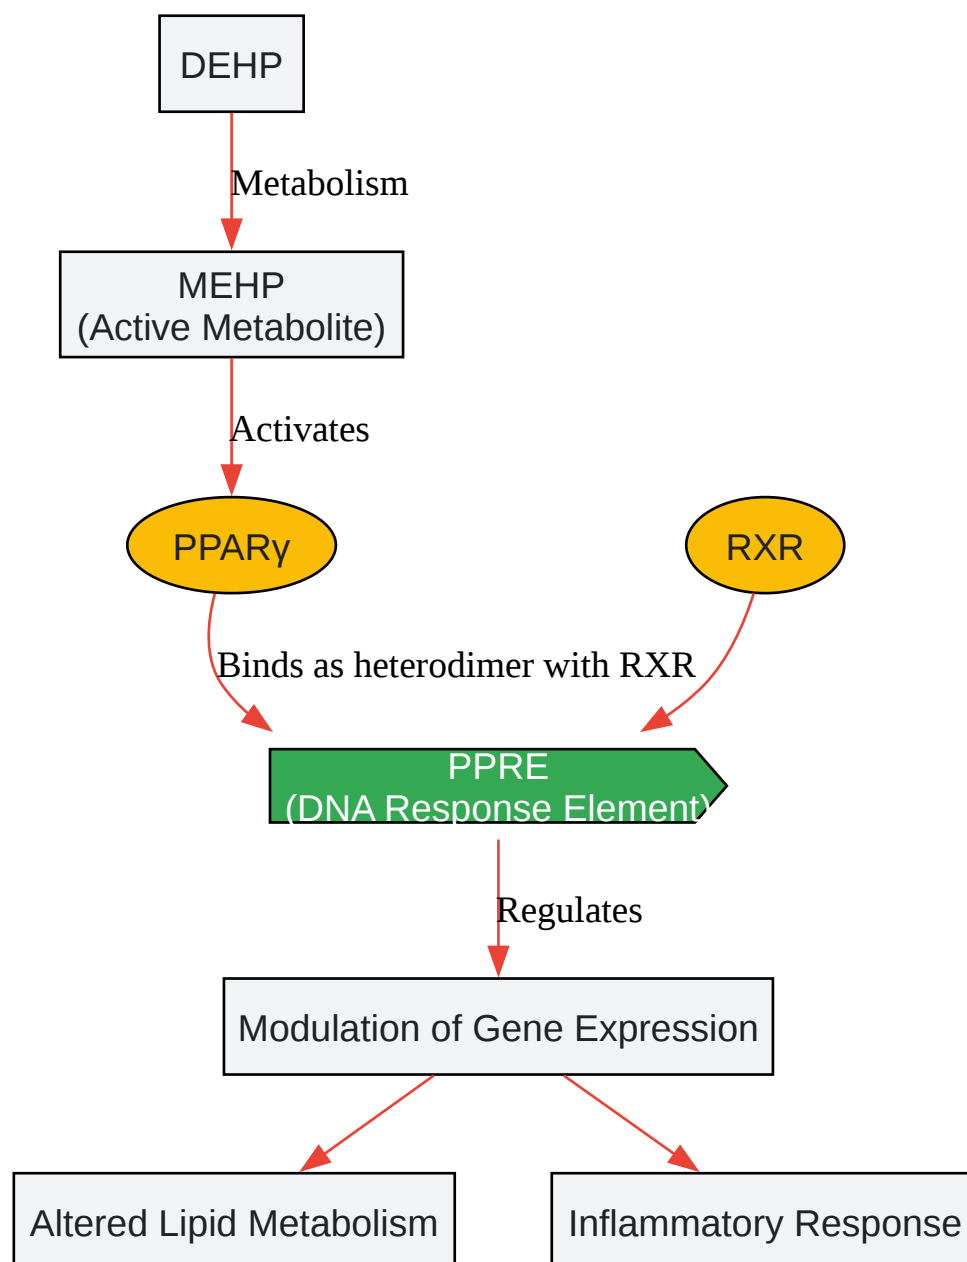 DEHP
Metabolism
MEHP
(Active Metabolite)
Activates
PPARγ
RXR
Binds as heterodimer with RXR
PPRE
(DNA Response Element)
Regulates
Modulation of Gene Expression
Altered Lipid Metabolism
Inflammatory Response